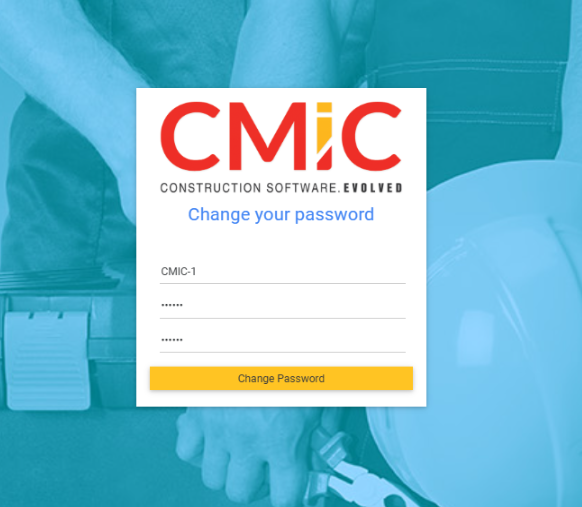 CMiC
CONSTRUCTION SOFTWARE. EVOLVED
Change your password
CMIC-1
••••••
••••••
Change Password